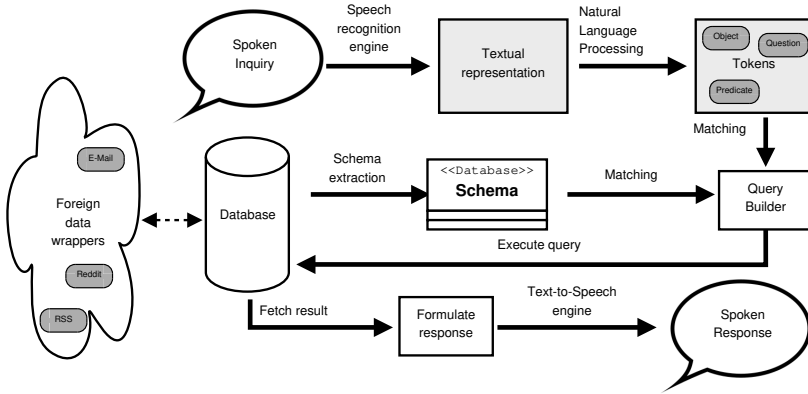 Spoken
Inquiry
Speech
recognition
engine
Textual
representation
Natural
Language
Processing
Object
Question
Tokens
Predicate
Matching
E-Mail
Foreign
data
wrappers
Reddit
RSS
Database
Schema
extraction
<<Database>>
Schema
Matching
Query
Builder
Execute query
Fetch result
Formulate
response
Text-to-Speech
engine
Spoken
Response